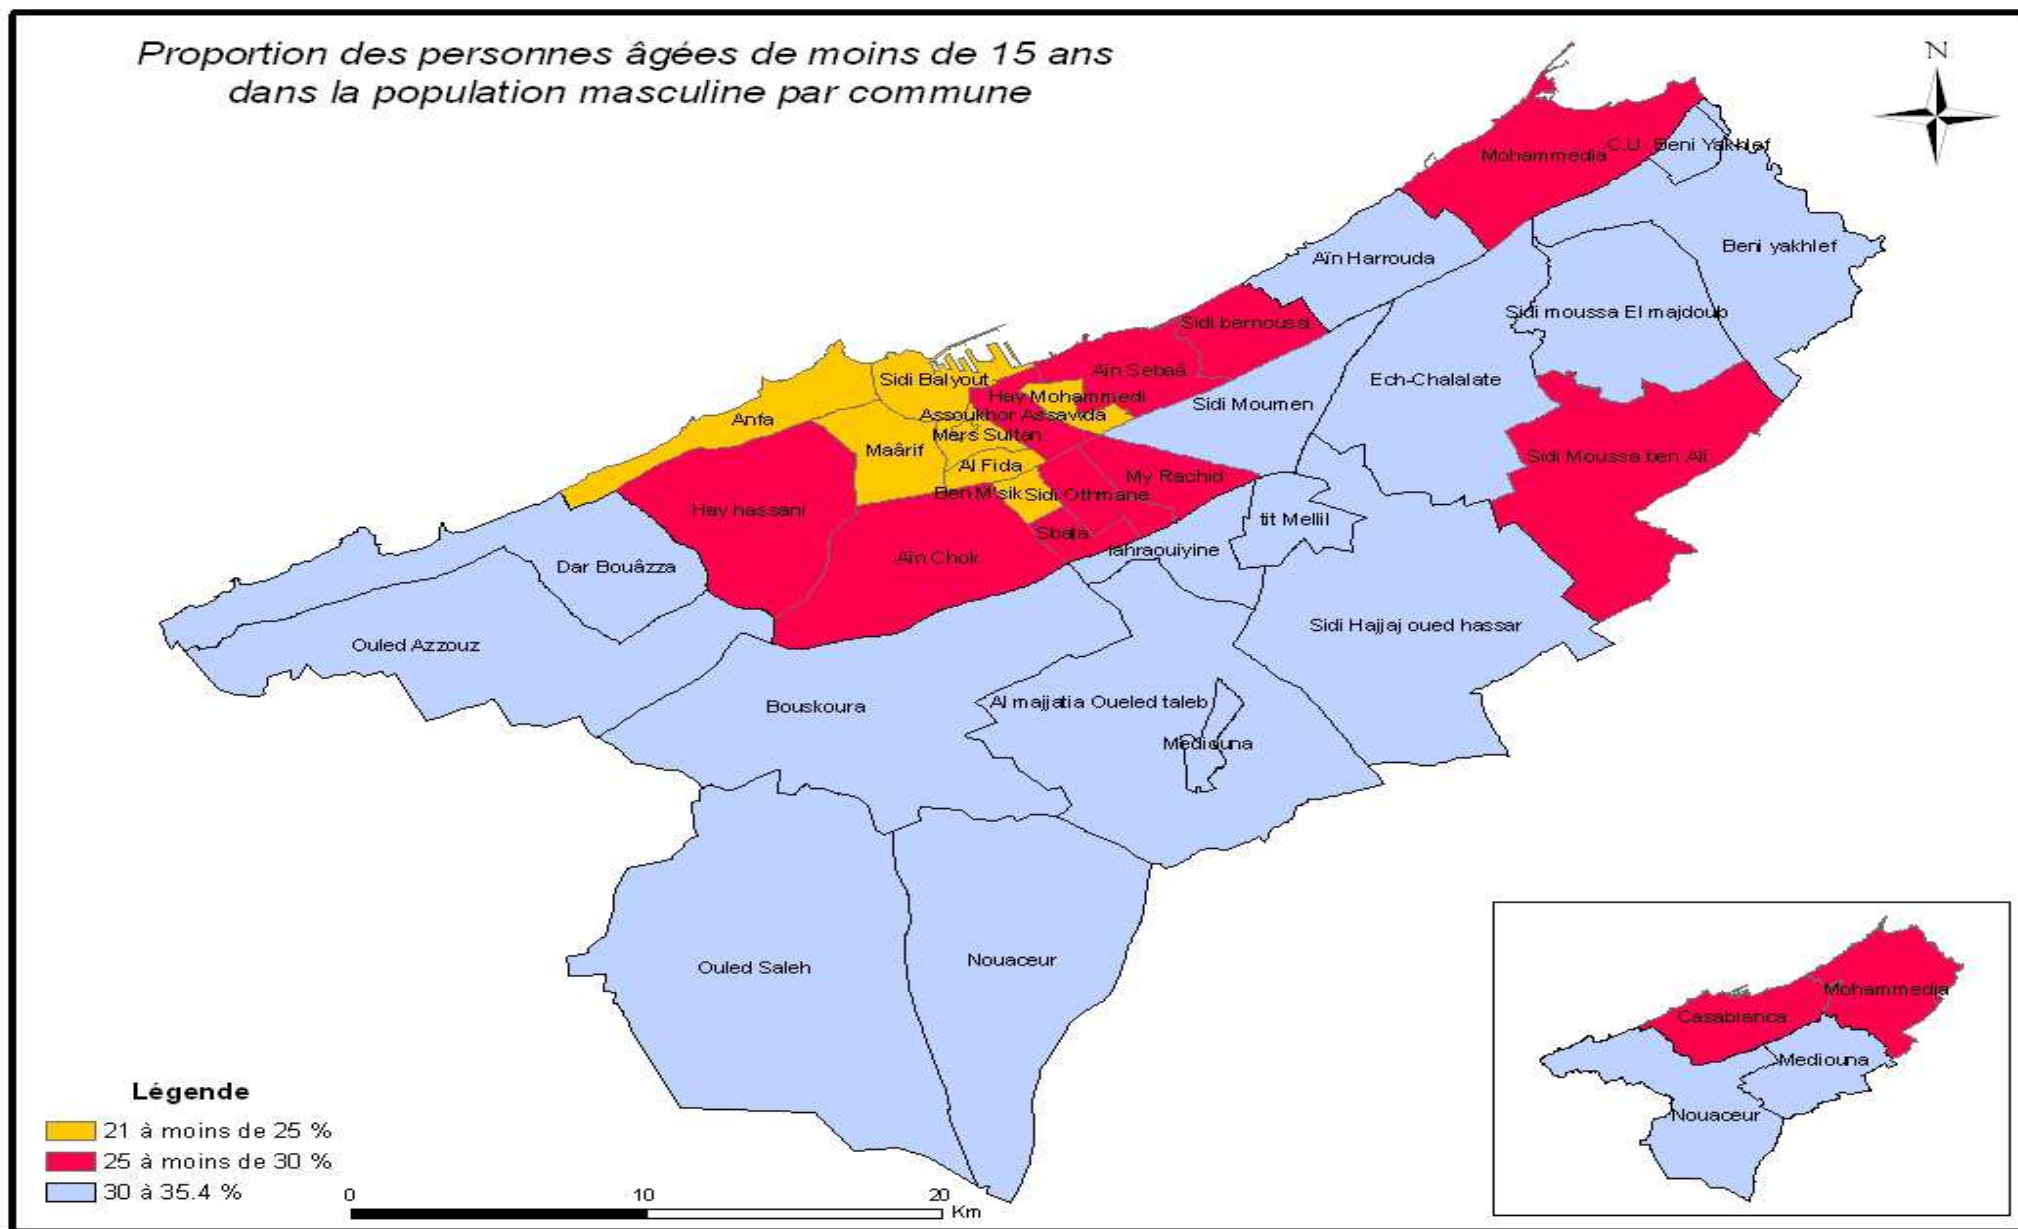 Proportion des personnes âgées de moins de 15 ans
dans la population masculine par commune
N
Mohammedia
C.U Beni Yakhlef
Beni yakhlef
Aïn Harrouda
Sidi moussa El majdoub
Sidi bernoussi
Aïn Sebaâ
Sidi Balyout
Ech-Chalalate
Hay Mohammedi
Sidi Moumen
Assoukhor Assawda
Anfa
Mers Sultan
Maârif
Al Fida
Sidi Moussa ben Ali
My Rachid
Ben M'sik
Sidi Othmane
Hay hassani
tit Mellil
Sbata
lahraouiyine
Aïn Chok
Dar Bouâzza
Sidi Hajjaj oued hassar
Ouled Azzouz
Al majjatia Oueled taleb
Bouskoura
Mediouna
Nouaceur
Ouled Saleh
Mohammedia
Casablanca
Mediouna
Nouaceur
Légende
21 à moins de 25 %
25 à moins de 30 %
30 à 35.4 %
0 10 20
Km